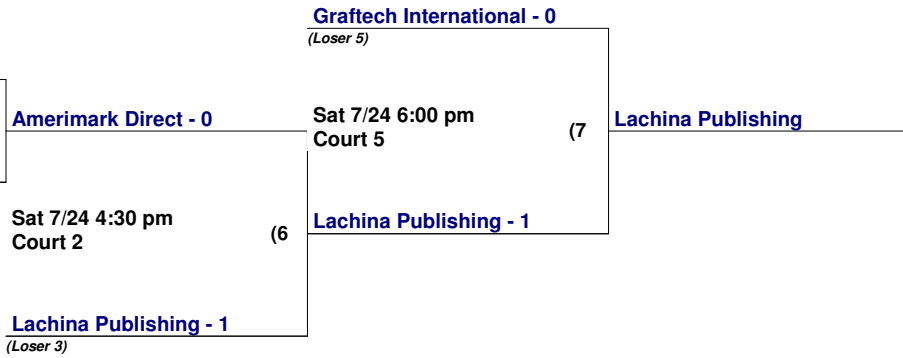 Graftech International - 0
(Loser 5)
Amerimark Direct - 0
Sat 7/24 6:00 pm
Court 5
(7
Lachina Publishing
Sat 7/24 4:30 pm
Court 2
(6
Lachina Publishing - 1
Lachina Publishing - 1
(Loser 3)